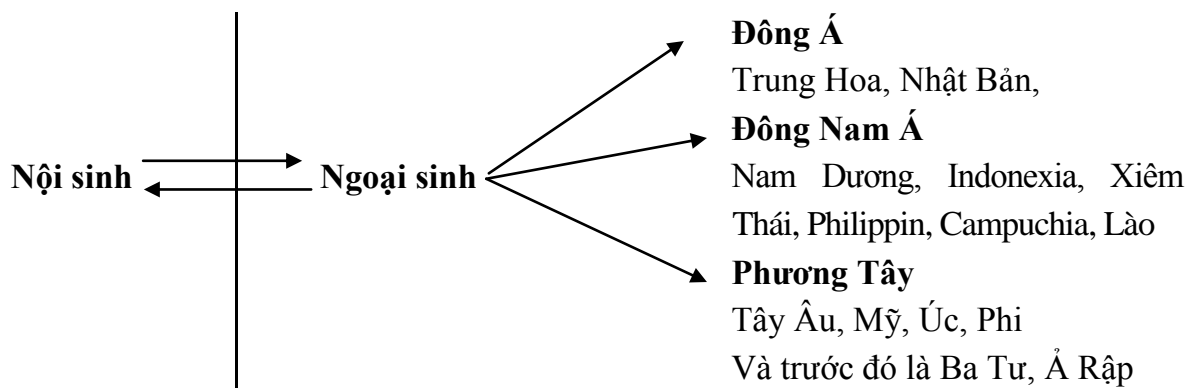 Đông Á
Trung Hoa, Nhật Bản,
Đông Nam Á
Nội sinh
Ngoại sinh
Nam Dương, Indonexia, Xiêm
Thái, Philippin, Campuchia, Lào
Phương Tây
Tây Âu, Mỹ, Úc, Phi
Và trước đó là Ba Tư, Ả Rập